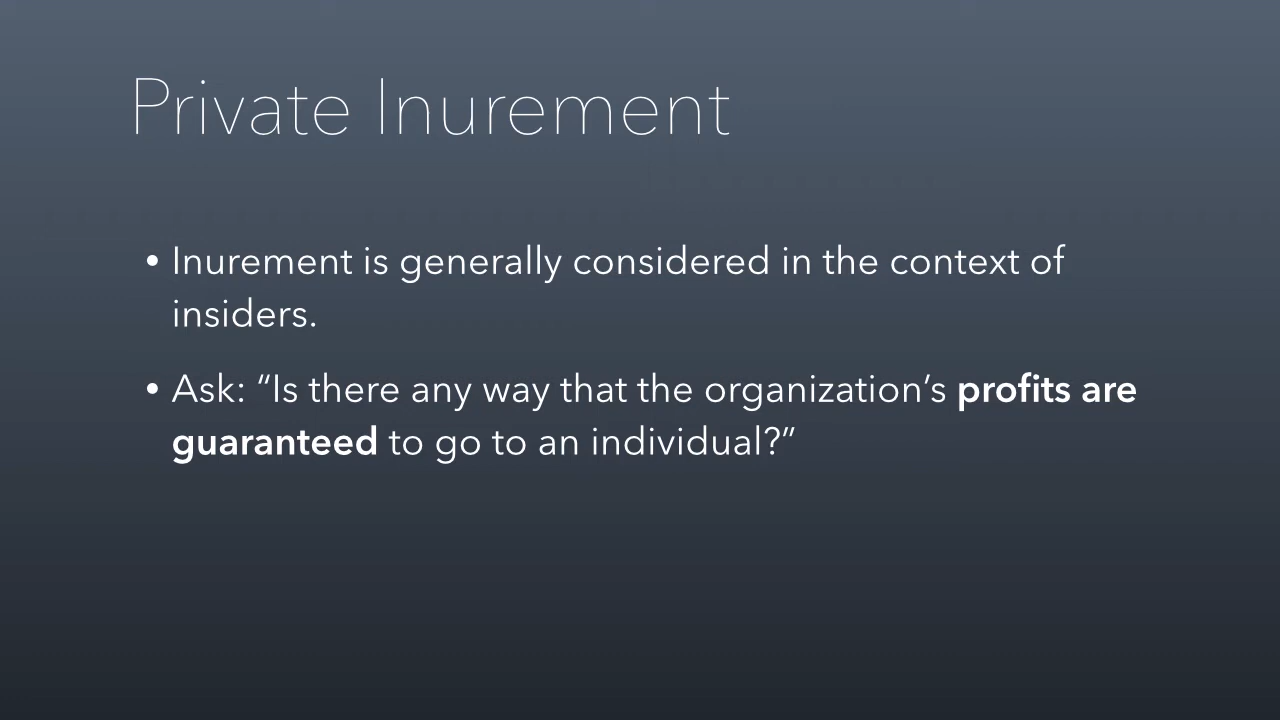 Private Inurement
• Inurement is generally considered in the context of
insiders.
• Ask: “Is there any way that the organization’s profits are
guaranteed to go to an individual?”